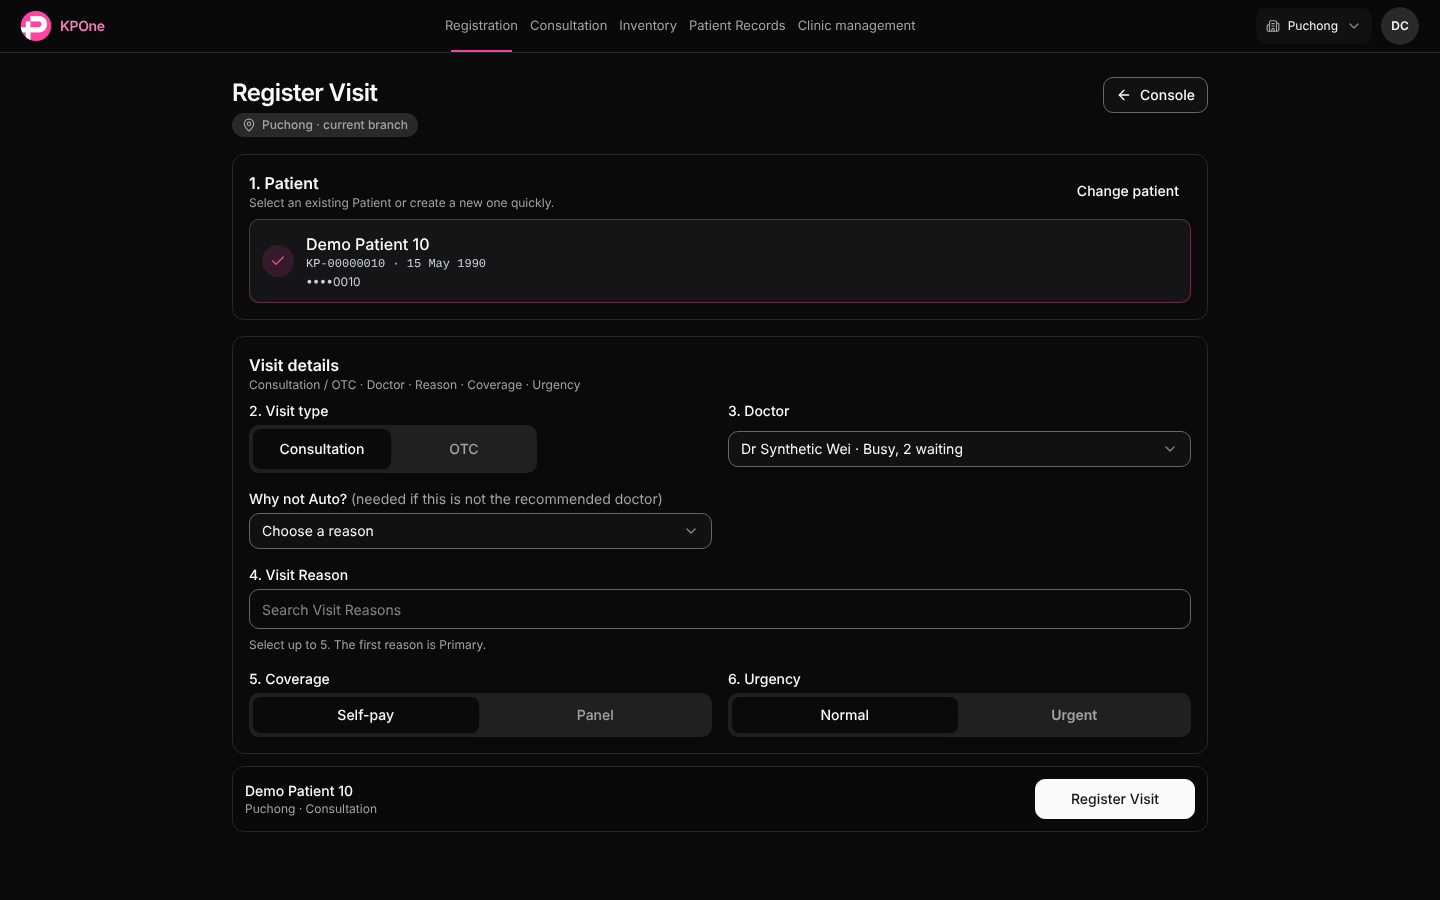 KPOne
Registration Consultation Inventory Patient Records Clinic management
Puchong
DC
Register Visit
Console
Puchong · current branch
1. Patient
Select an existing Patient or create a new one quickly.
Change patient
Demo Patient 10
KP-00000010 · 15 May 1990
••••0010
Visit details
Consultation / OTC · Doctor · Reason · Coverage · Urgency
2. Visit type
Consultation OTC
3. Doctor
Dr Synthetic Wei · Busy, 2 waiting
Why not Auto? (needed if this is not the recommended doctor)
Choose a reason
4. Visit Reason
Search Visit Reasons
Select up to 5. The first reason is Primary.
5. Coverage
Self-pay Panel
6. Urgency
Normal Urgent
Demo Patient 10
Puchong · Consultation
Register Visit